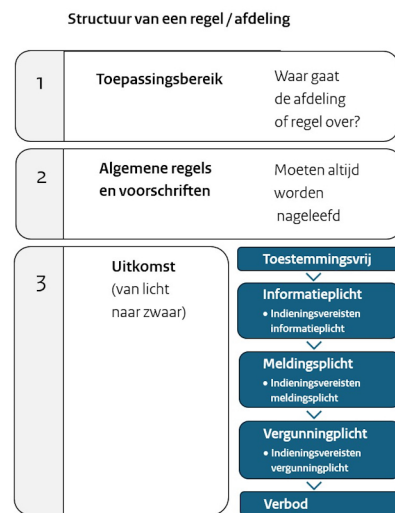 Structuur van een regel / afdeling
1
Toepassingsbereik
Waar gaat
de afdeling
of regel over?
2
Algemene regels
en voorschriften
Moeten altijd
worden
nageleefd
3
Uitkomst
(van licht
naar zwaar)
Toestemmingsvrij
Informatieplicht
• Indieningsvereisten
informatieplicht
Meldingsplicht
• Indieningsvereisten
meldingsplicht
Vergunningplicht
• Indieningsvereisten
vergunningplicht
Verbod